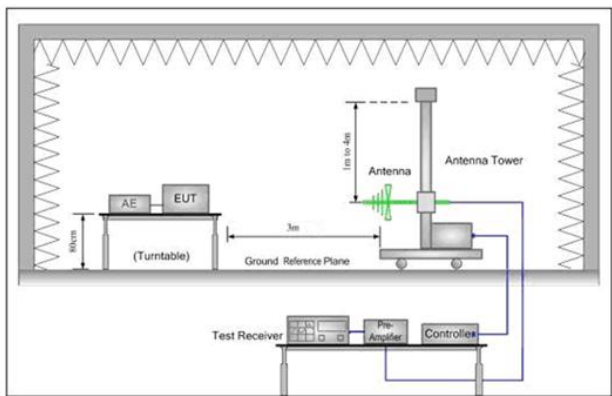 1m to 4m
Antenna
Antenna Tower
AE
EUT
80cm
(Turntable)
3m
Ground Reference Plane
Test Receiver
Pre-
Amplifier
Controller